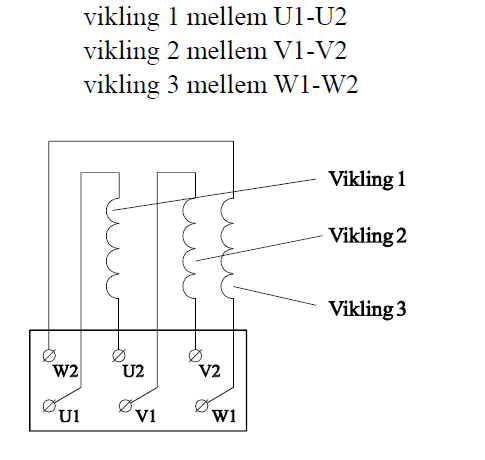 vikling 1 mellem U1-U2
vikling 2 mellem V1-V2
vikling 3 mellem W1-W2
Vikling 1
Vikling 2
Vikling 3
W2 U2 V2
U1 V1 W1